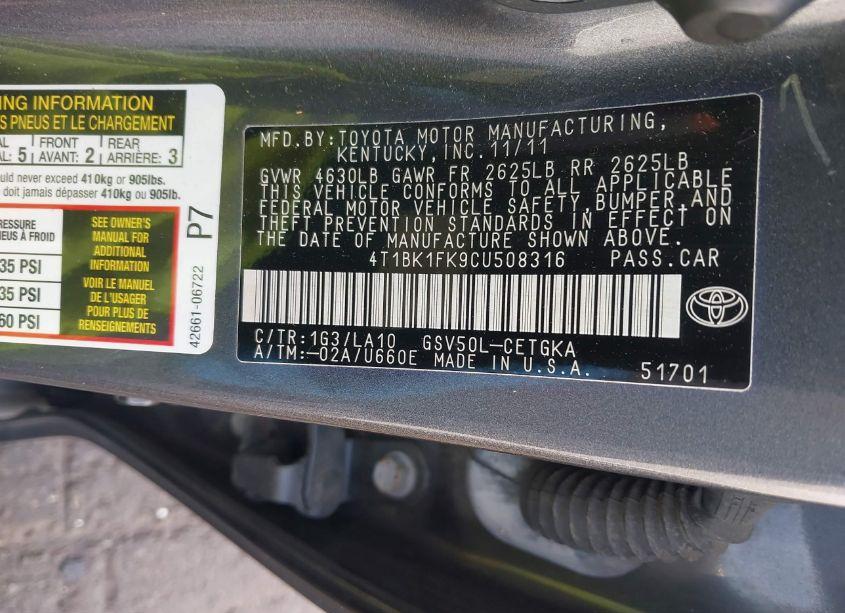 NG INFORMATION
S PNEUS ET LE CHARGEMENT
AL FRONT REAR
AL: 5 AVANT: 2 ARRIÈRE: 3
ould never exceed 410kg or 905lbs.
doit jamais dépasser 410kg ou 905lb.
RESSURE
NEUS À FROID
35 PSI
35 PSI
60 PSI
SEE OWNER'S
MANUAL FOR
ADDITIONAL
INFORMATION
VOIR LE MANUEL
DE L'USAGER
POUR PLUS DE
RENSEIGNEMENTS
P7
42661-06722
MFD.BY:TOYOTA MOTOR MANUFACTURING,
KENTUCKY,INC.11/11
GVWR 4630LB GAWR FR 2625LB RR 2625LB
THIS VEHICLE CONFORMS TO ALL APPLICABLE
FEDERAL MOTOR VEHICLE SAFETY,BUMPER,AND
THEFT PREVENTION STANDARDS IN EFFECT ON
THE DATE OF MANUFACTURE SHOWN ABOVE.
4T1BK1FK9CU508316 PASS.CAR
C/TR:1G3/LA10 GSV50L-CETGKA
A/TM:-02A/U660E MADE IN U.S.A.
51701